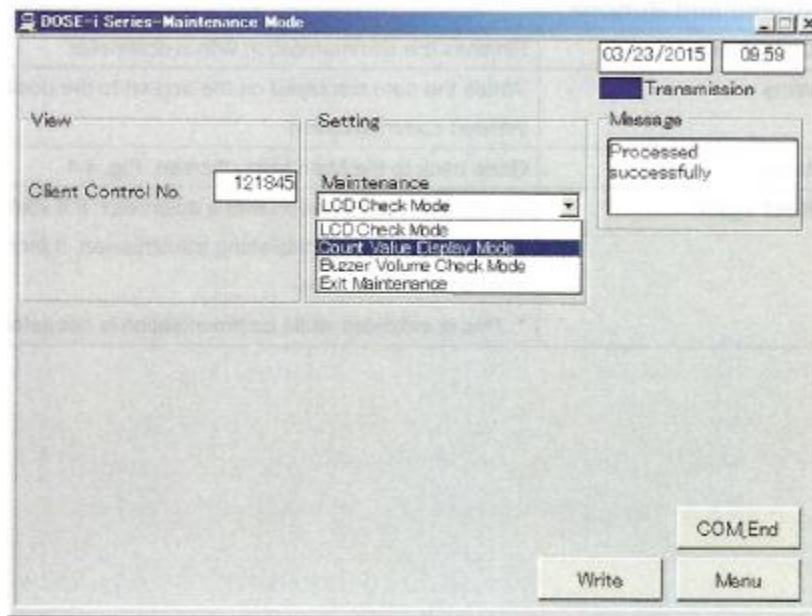 DOSE-i Series-Maintenance Mode
03/23/2015 09:59
Transmission
View
Setting
Message
Client Control No. 121845
Maintenance
LCD Check Mode
LCD Check Mode
Count Value Display Mode
Buzzer Volume Check Mode
Exit Maintenance
Processed
successfully
COM,End
Write
Menu